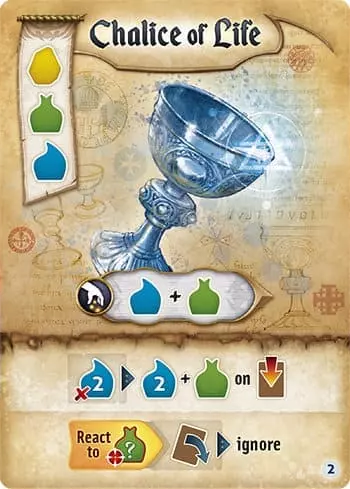 Chalice of Life
+
2 2 + on
React
to ? ignore
2